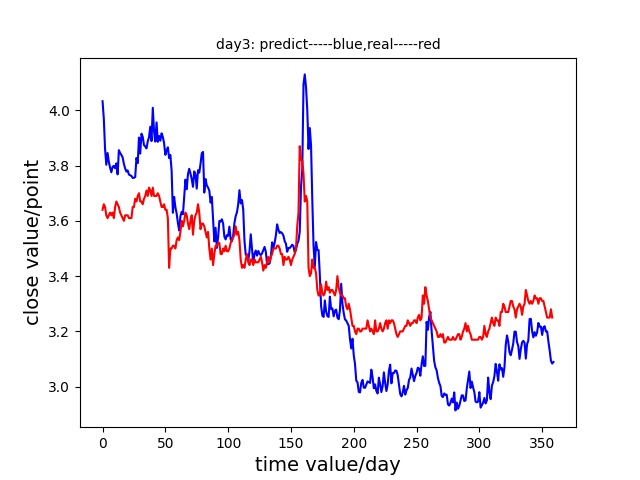 day3: predict-----blue,real-----red
close value/point
4.0
3.8
3.6
3.4
3.2
3.0
0 50 100 150 200 250 300 350
time value/day